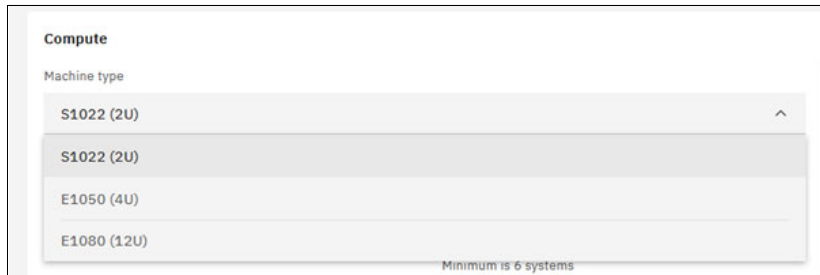 Compute
Machine type
S1022 (2U)
S1022 (2U)
E1050 (4U)
E1080 (12U)
Minimum is 6 systems